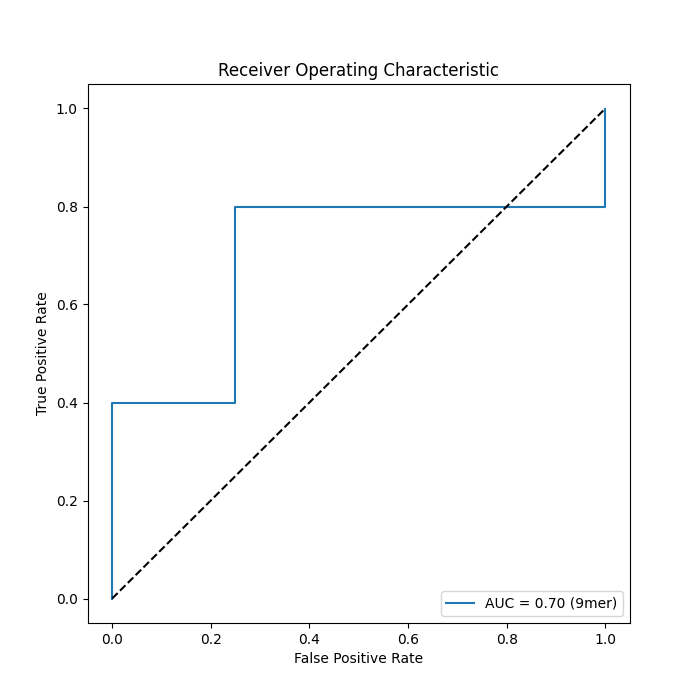 Receiver Operating Characteristic
1.0
0.8
0.6
0.4
0.2
0.0
True Positive Rate
AUC = 0.70 (9mer)
0.0 0.2 0.4 0.6 0.8 1.0
False Positive Rate